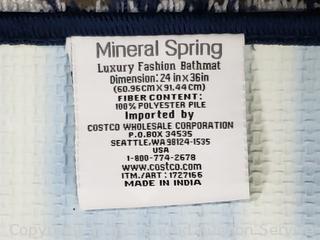 Mineral Spring
Luxury Fashion Bathmat
Dimension: 24 in x 36in
(60.96CM X 91.44 CM)
FIBER CONTENT:
100% POLYESTER PILE
Imported by
COSTCO WHOLESALE CORPORATION
P.O.BOX 34535
SEATTLE, WA 98124-1535
USA
1-800-774-2678
www.costco.com
ITM./ART : 1727166
MADE IN INDIA